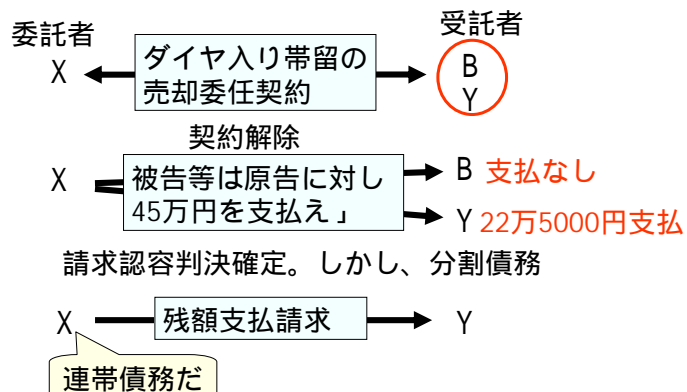 委託者
受託者
X
ダイヤ入り帯留の
売却委任契約
B
Y
契約解除
X
被告等は原告に対し
45万円を支払え」
B 支払なし
Y 22万5000円支払
請求認容判決確定。しかし、分割債務
X
残額支払請求
Y
連帯債務だ